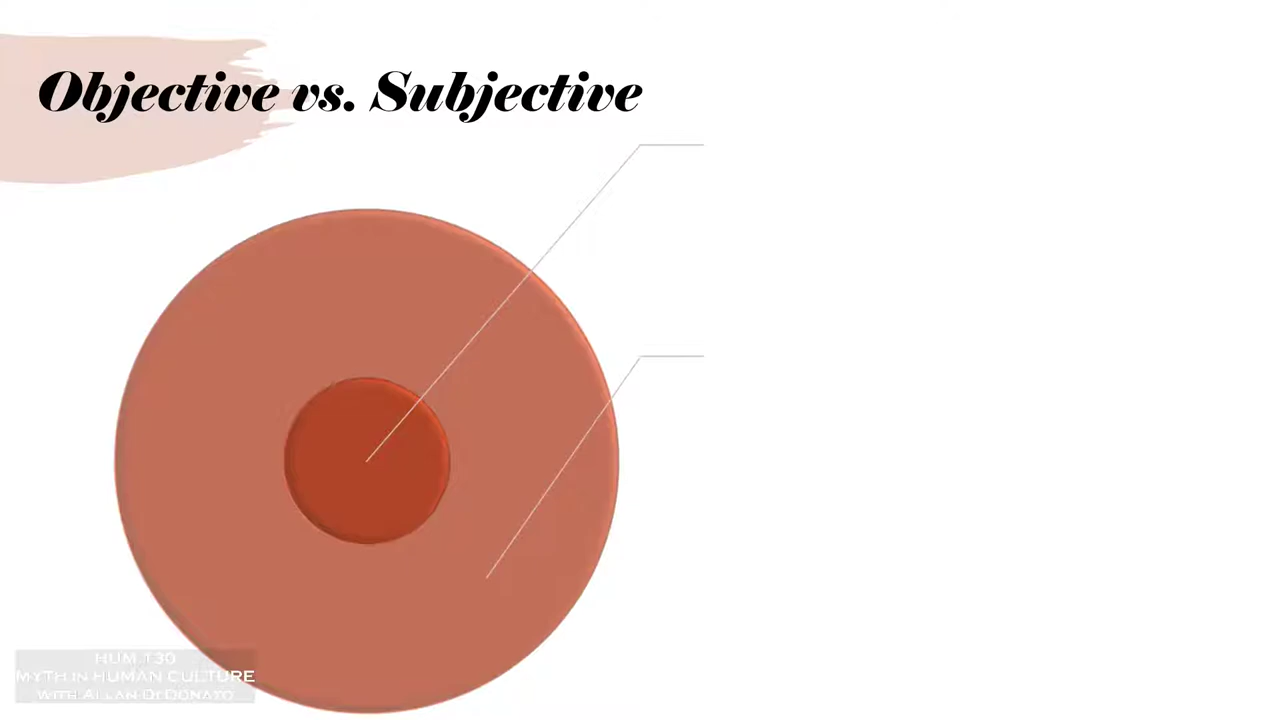 Objective vs. Subjective
HUM 130
MYTH IN HUMAN CULTURE
WITH ALLAN DIDONATO